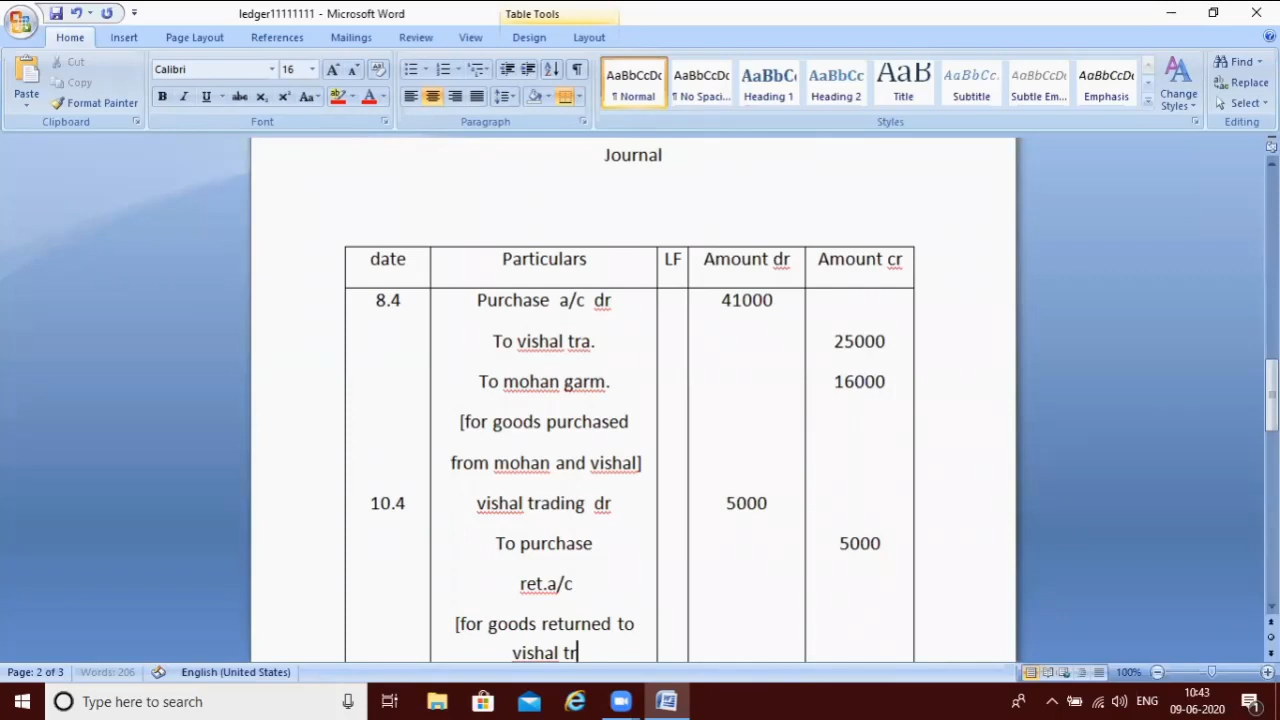 ledger11111111 - Microsoft Word
Table Tools
Home Insert Page Layout References Mailings Review View Design Layout
Paste
Cut
Copy
Format Painter
Clipboard
Calibri 16
Font
Paragraph
AaBbCcDc AaBbCcDc AaBbC AaBbCc AaB AaBbCc. AaBbCcDc AaBbCcDc
¶ Normal ¶ No Spaci... Heading 1 Heading 2 Title Subtitle Subtle Em... Emphasis
Change Styles
Styles
Find
Replace
Select
Editing
Journal
date Particulars LF Amount dr Amount cr
8.4 Purchase a/c dr 41000
To vishal tra. 25000
To mohan garm. 16000
[for goods purchased
from mohan and vishal]
10.4 vishal trading dr 5000
To purchase 5000
ret.a/c
[for goods returned to
vishal tr
Page: 2 of 3 Words: 206 English (United States) 100%
Type here to search
ENG
10:43
09-06-2020